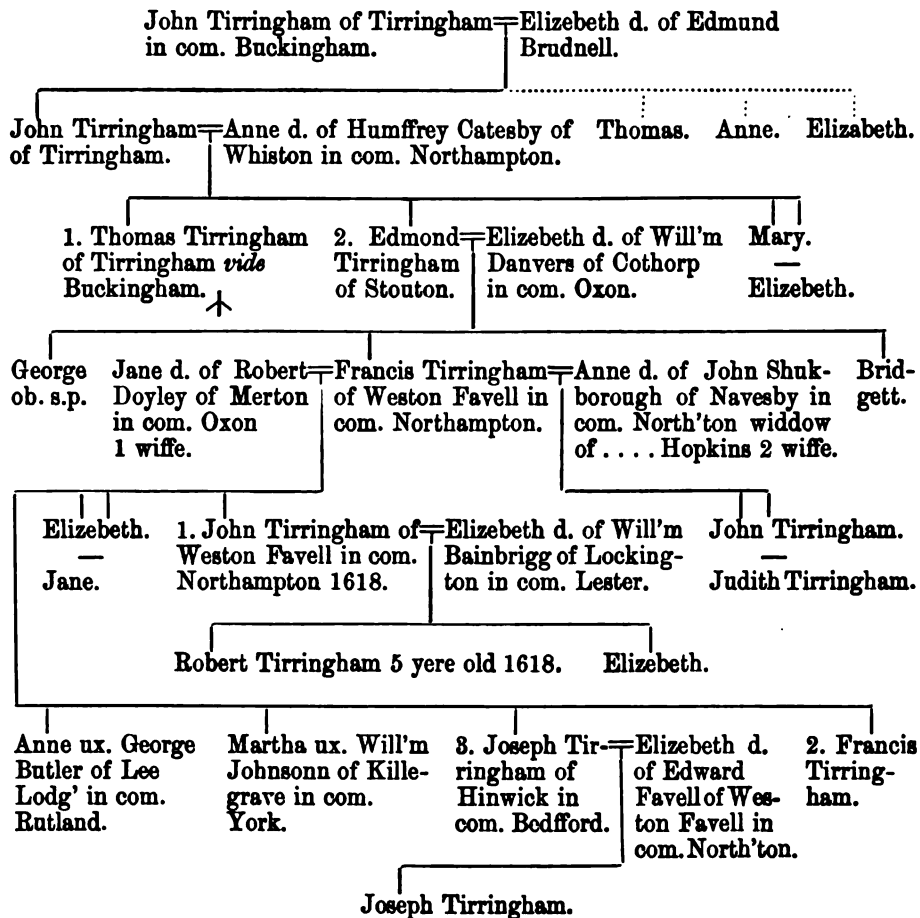 John Tirringham of Tirringham
in com. Buckingham.
Elizebeth d. of Edmund
Brudnell.
John Tirringham
of Tirringham.
Anne d. of Humffrey Catesby of
Whiston in com. Northampton.
Thomas.
Anne.
Elizabeth.
1. Thomas Tirringham
of Tirringham vide
Buckingham.
2. Edmond
Tirringham
of Stouton.
Elizebeth d. of Will'm
Danvers of Cothorp
in com. Oxon.
Mary.
—
Elizebeth.
George
ob. s.p.
Jane d. of Robert
Doyley of Merton
in com. Oxon
1 wiffe.
Francis Tirringham
of Weston Favell in
com. Northampton.
Anne d. of John Shuk-
borough of Navesby in
com. North'ton widdow
of . . . . Hopkins 2 wiffe.
Brid-
gett.
Elizebeth.
—
Jane.
1. John Tirringham of
Weston Favell in com.
Northampton 1618.
Elizebeth d. of Will'm
Bainbrigg of Locking-
ton in com. Lester.
John Tirringham.
—
Judith Tirringham.
Robert Tirringham 5 yere old 1618.
Elizebeth.
Anne ux. George
Butler of Lee
Lodg' in com.
Rutland.
Martha ux. Will'm
Johnsonn of Kille-
grave in com.
York.
3. Joseph Tir-
ringham of
Hinwick in
com. Bedfford.
Elizebeth d.
of Edward
Favell of Wes-
ton Favell in
com. North'ton.
2. Francis
Tirring-
ham.
Joseph Tirringham.